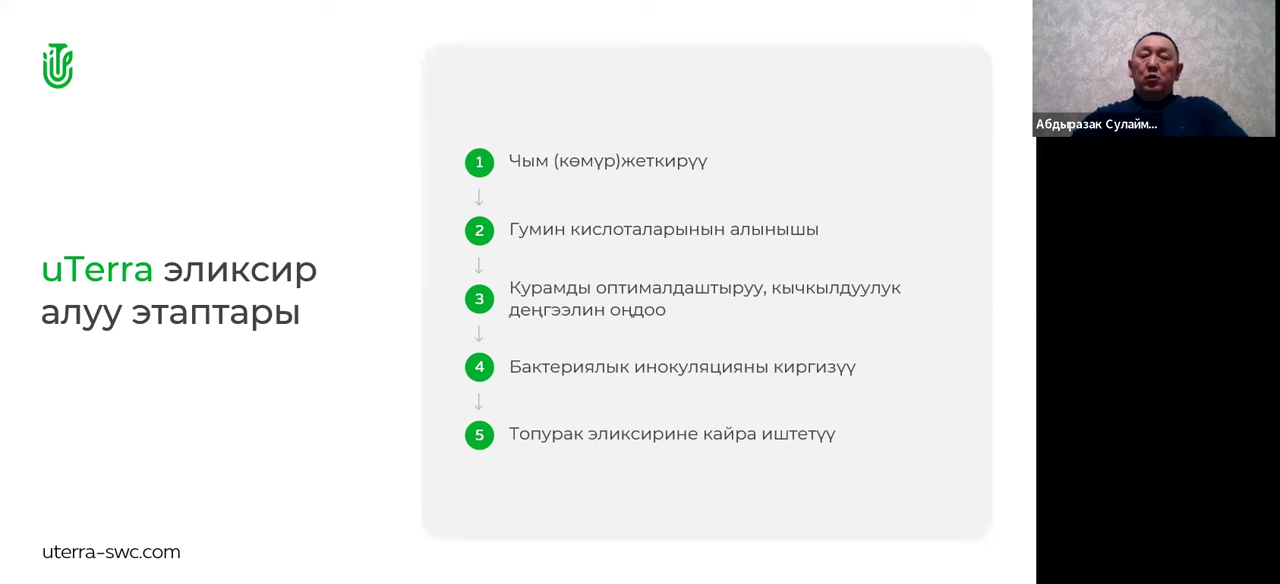 uTerra эликсир
алуу этаптары
1 Чым (көмүр)жеткирүү
2 Гумин кислоталарынын алынышы
3 Курамды оптималдаштыруу, кычкылдуулук
деңгээлин оңдоо
4 Бактериялык инокуляцияны киргизүү
5 Топурак эликсирине кайра иштетүү
uterra-swc.com
Абдыразак Сулайм...